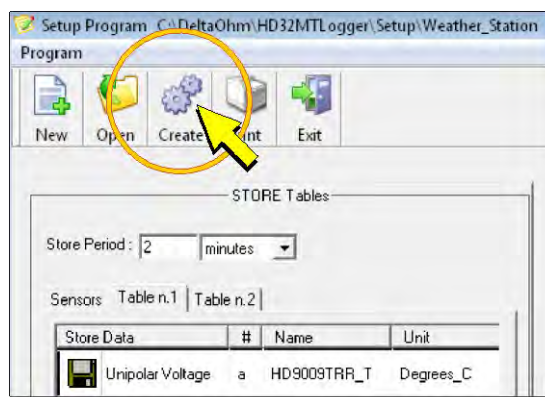 Setup Program C:\DeltaOhm\HD32MTLogger\Setup\Weather_Station
Program
New Open Create Exit
STORE Tables
Store Period : 2 minutes
Sensors Table n.1 Table n.2
Store Data # Name Unit
Unipolar Voltage a HD9009TRR_T Degrees_C